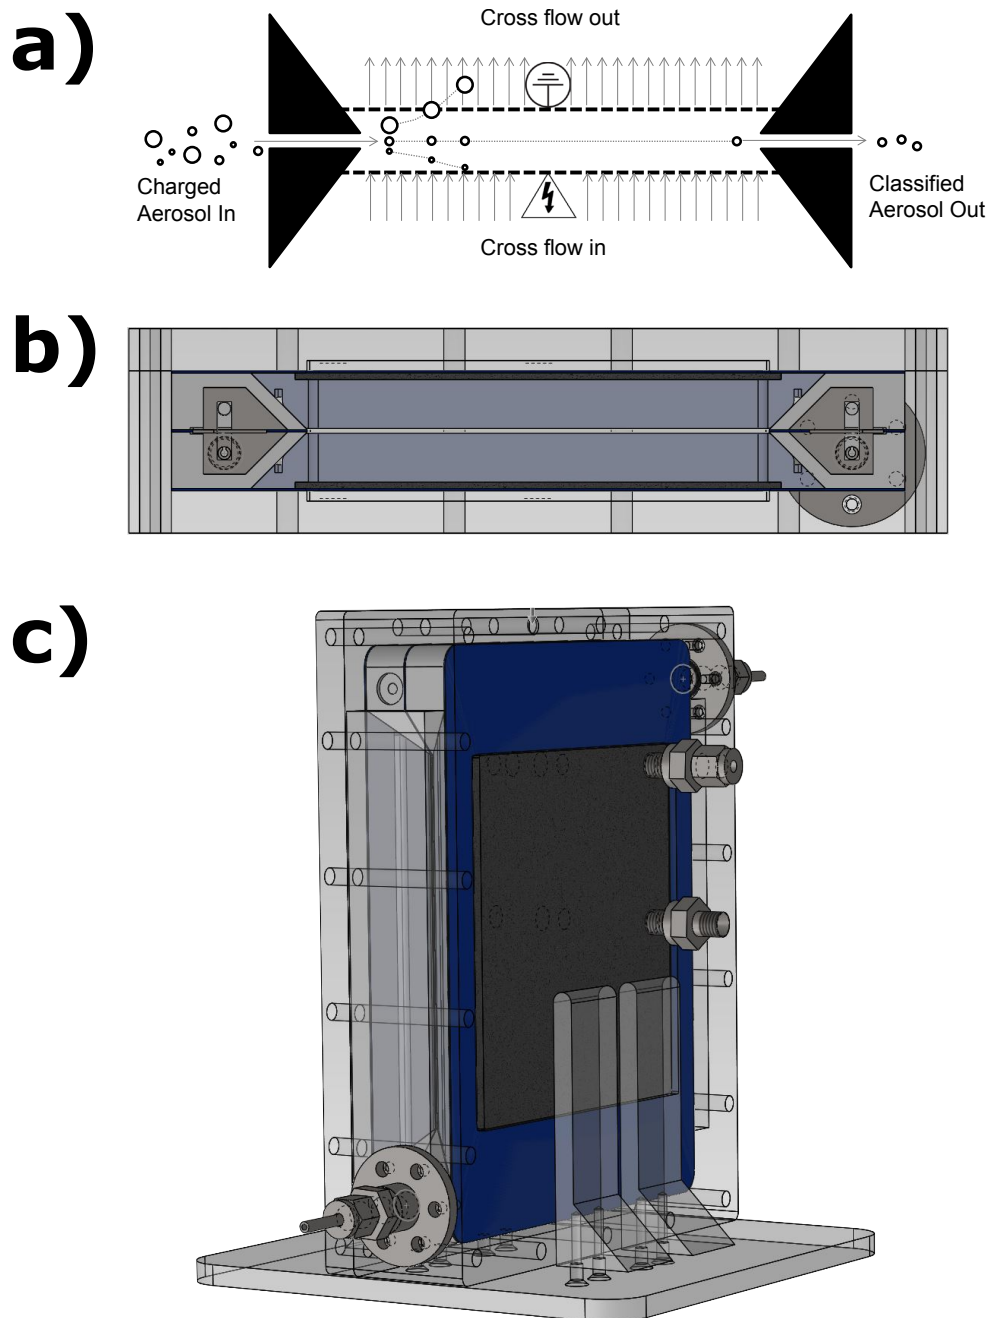 a)
Cross flow out
Charged
Aerosol In
Classified
Aerosol Out
Cross flow in
b)
c)